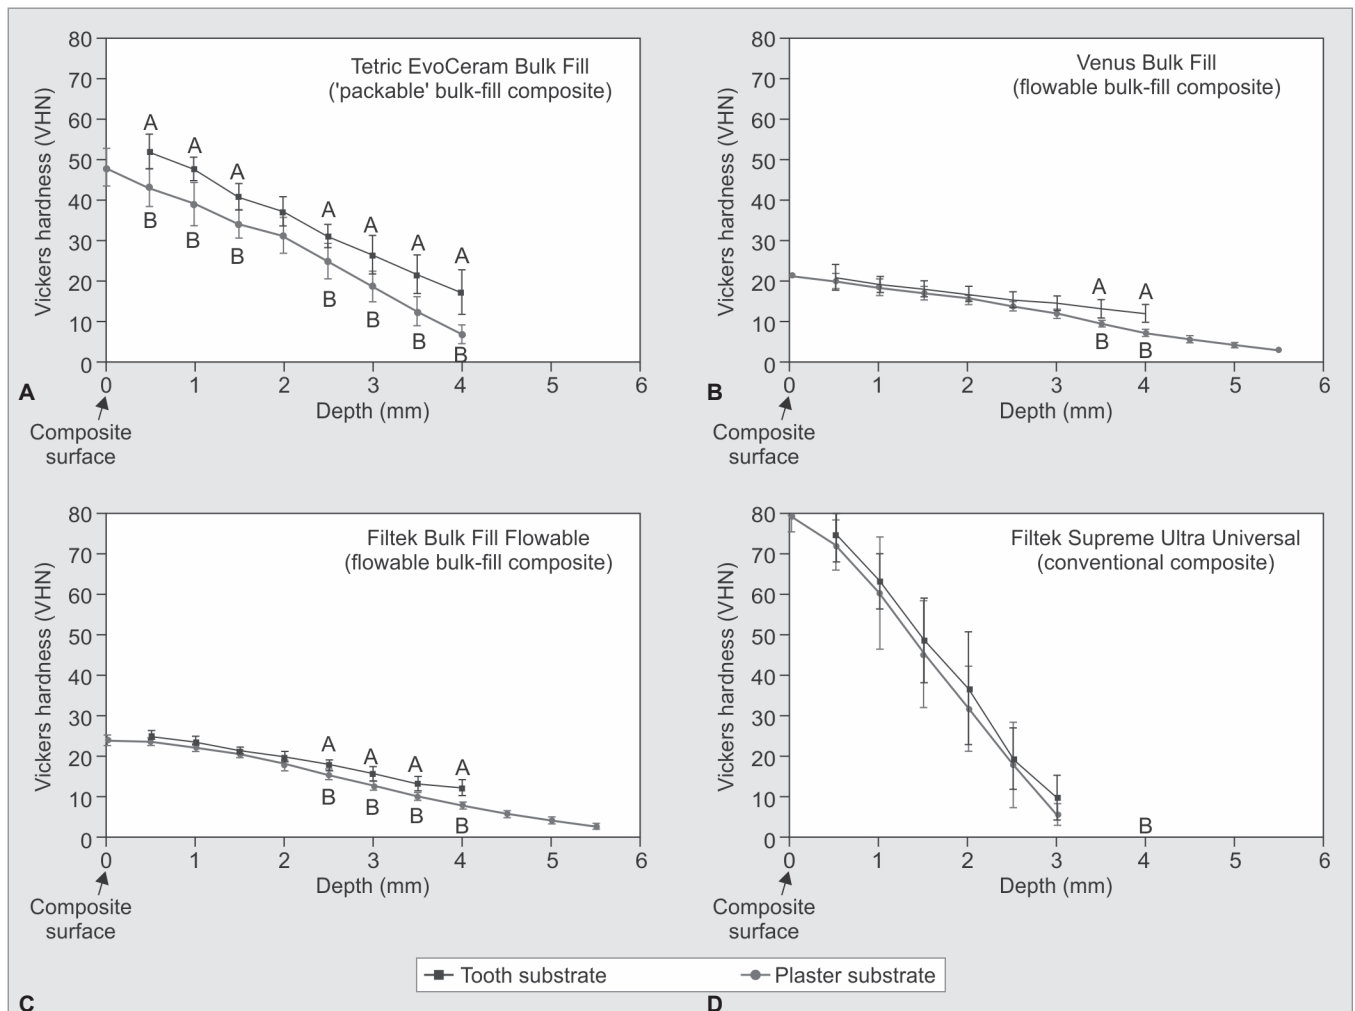 80
70
60
50
40
30
20
10
0
Vickers hardness (VHN)
Tetric EvoCeram Bulk Fill
('packable' bulk-fill composite)
A
A
A
A
A
A
A
B
B
B
B
B
B
B
0 1 2 3 4 5 6
Depth (mm)
A
Composite
surface
80
70
60
50
40
30
20
10
0
Vickers hardness (VHN)
Venus Bulk Fill
(flowable bulk-fill composite)
A A
B B
0 1 2 3 4 5 6
Depth (mm)
B
Composite
surface
80
70
60
50
40
30
20
10
0
Vickers hardness (VHN)
Filtek Bulk Fill Flowable
(flowable bulk-fill composite)
A A A A
B B B B
0 1 2 3 4 5 6
Depth (mm)
Composite
surface
80
70
60
50
40
30
20
10
0
Vickers hardness (VHN)
Filtek Supreme Ultra Universal
(conventional composite)
B
0 1 2 3 4 5 6
Depth (mm)
Composite
surface
Tooth substrate Plaster substrate
C
D